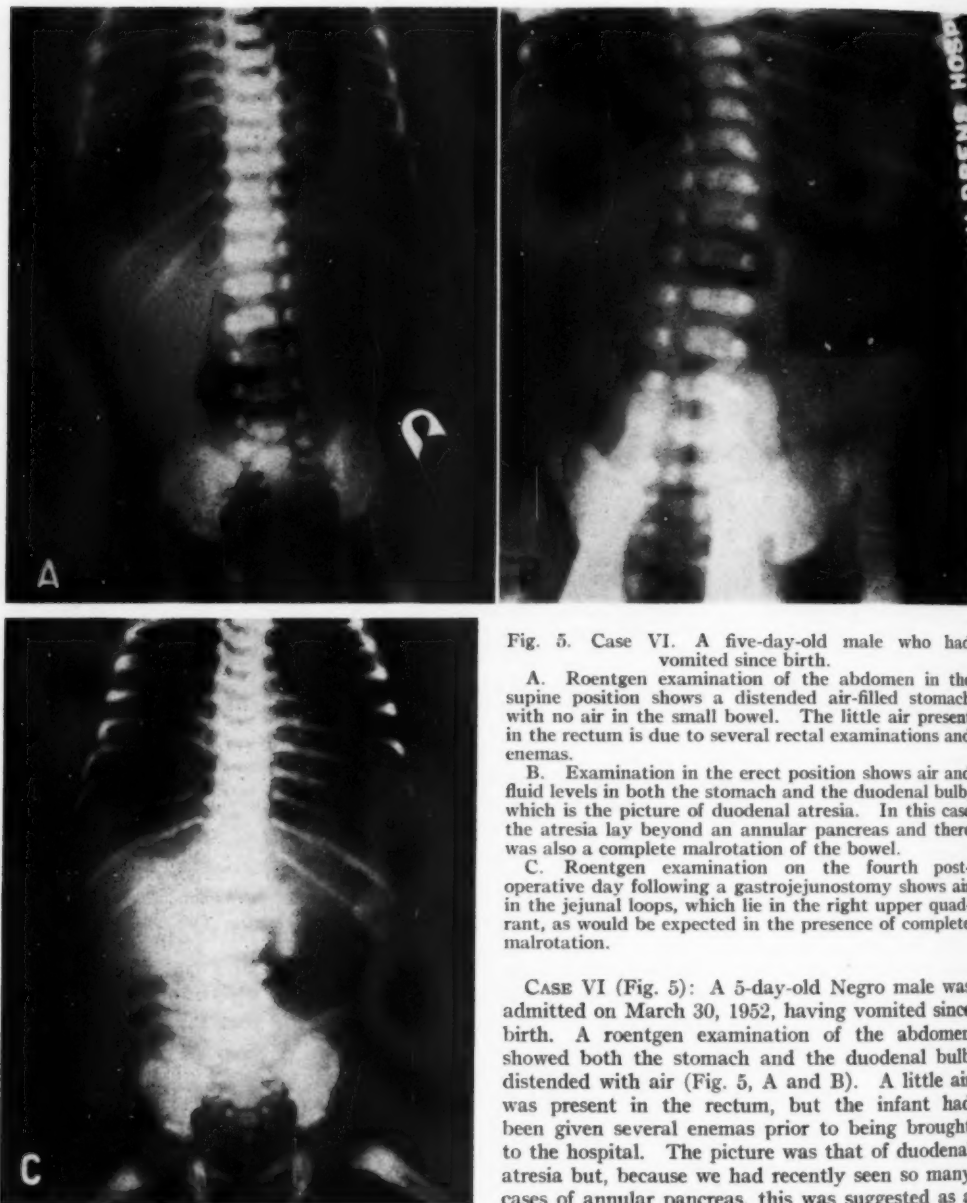 DRENS HOSP
A
C
Fig. 5. Case VI. A five-day-old male who had
vomited since birth.
A. Roentgen examination of the abdomen in the
supine position shows a distended air-filled stomach
with no air in the small bowel. The little air present
in the rectum is due to several rectal examinations and
enemas.
B. Examination in the erect position shows air and
fluid levels in both the stomach and the duodenal bulb
which is the picture of duodenal atresia. In this case
the atresia lay beyond an annular pancreas and there
was also a complete malrotation of the bowel.
C. Roentgen examination on the fourth post-
operative day following a gastrojejunostomy shows air
in the jejunal loops, which lie in the right upper quad-
rant, as would be expected in the presence of complete
malrotation.
CASE VI (Fig. 5): A 5-day-old Negro male was
admitted on March 30, 1952, having vomited since
birth. A roentgen examination of the abdomen
showed both the stomach and the duodenal bulb
distended with air (Fig. 5, A and B). A little air
was present in the rectum, but the infant had
been given several enemas prior to being brought
to the hospital. The picture was that of duodenal
atresia but, because we had recently seen so many
cases of annular pancreas, this was suggested as